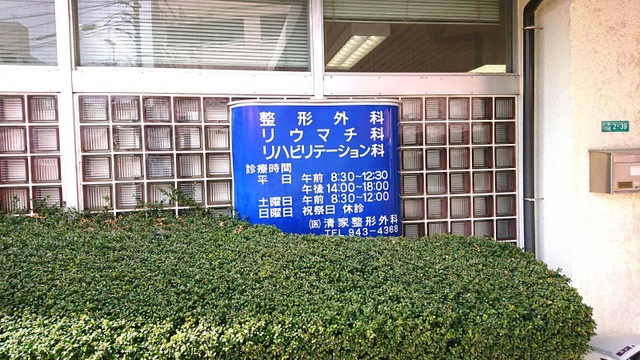 整形外科
リウマチ科
リハビリテーション科
診療時間
平日 午前 8:30~12:30
午後 14:00~18:00
土曜日 午前 8:30~12:00
日曜日 祝祭日 休診
㈩清家整形外科
TEL 943-4368
2-39